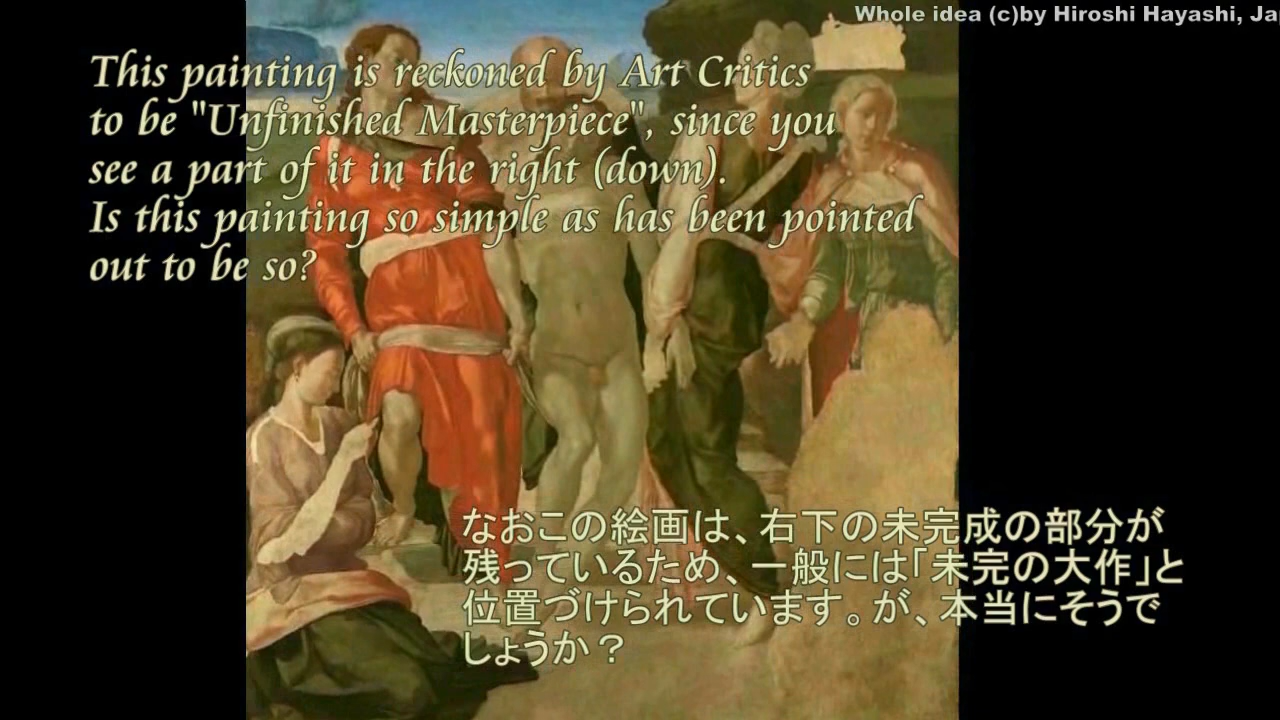 Whole idea (c)by Hiroshi Hayashi, Ja
This painting is reckoned by Art Critics
to be "Unfinished Masterpiece", since you
see a part of it in the right (down).
Is this painting so simple as has been pointed
out to be so?
なおこの絵画は、右下の未完成の部分が
残っているため、一般には「未完の大作」と
位置づけられています。が、本当にそうで
しょうか？